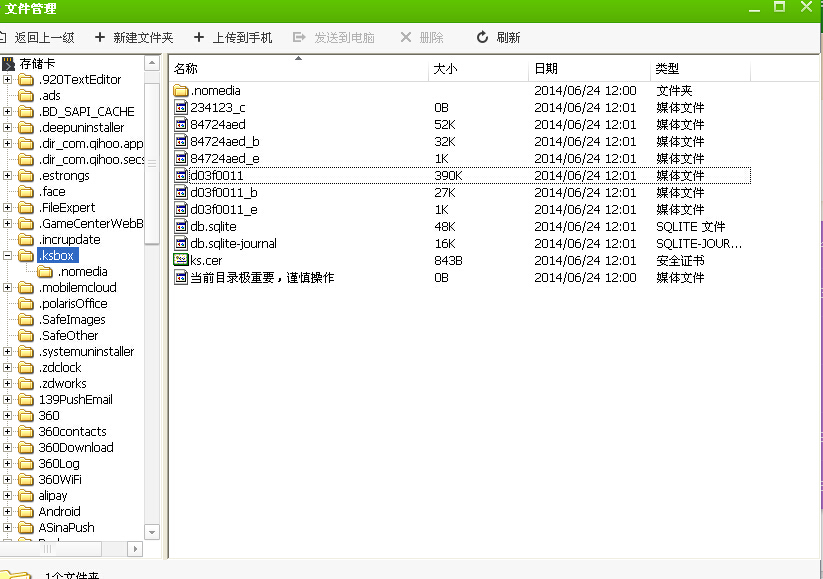 文件管理
返回上一级 新建文件夹 上传到手机 发送到电脑 删除 刷新
存储卡
.920TextEditor
.ads
.BD_SAPI_CACHE
.deepuninstaller
.dir_com.qihoo.app
.dir_com.qihoo.secs
.estrongs
.face
.FileExpert
.GameCenterWebB
.incrupdate
.ksbox
.nomedia
.mobilemcloud
.polarisOffice
.SafeImages
.SafeOther
.systemuninstaller
.zdclock
.zdworks
139PushEmail
360
360contacts
360Download
360Log
360WiFi
alipay
Android
ASinaPush
名称 大小 日期 类型
.nomedia 2014/06/24 12:00 文件夹
234123_c 0B 2014/06/24 12:01 媒体文件
84724aed 52K 2014/06/24 12:01 媒体文件
84724aed_b 32K 2014/06/24 12:01 媒体文件
84724aed_e 1K 2014/06/24 12:01 媒体文件
d03f0011 390K 2014/06/24 12:01 媒体文件
d03f0011_b 27K 2014/06/24 12:01 媒体文件
d03f0011_e 1K 2014/06/24 12:01 媒体文件
db.sqlite 48K 2014/06/24 12:01 SQLITE 文件
db.sqlite-journal 16K 2014/06/24 12:01 SQLITE-JOUR...
ks.cer 843B 2014/06/24 12:01 安全证书
当前目录极重要，谨慎操作 0B 2014/06/24 12:00 媒体文件
1个文件夹